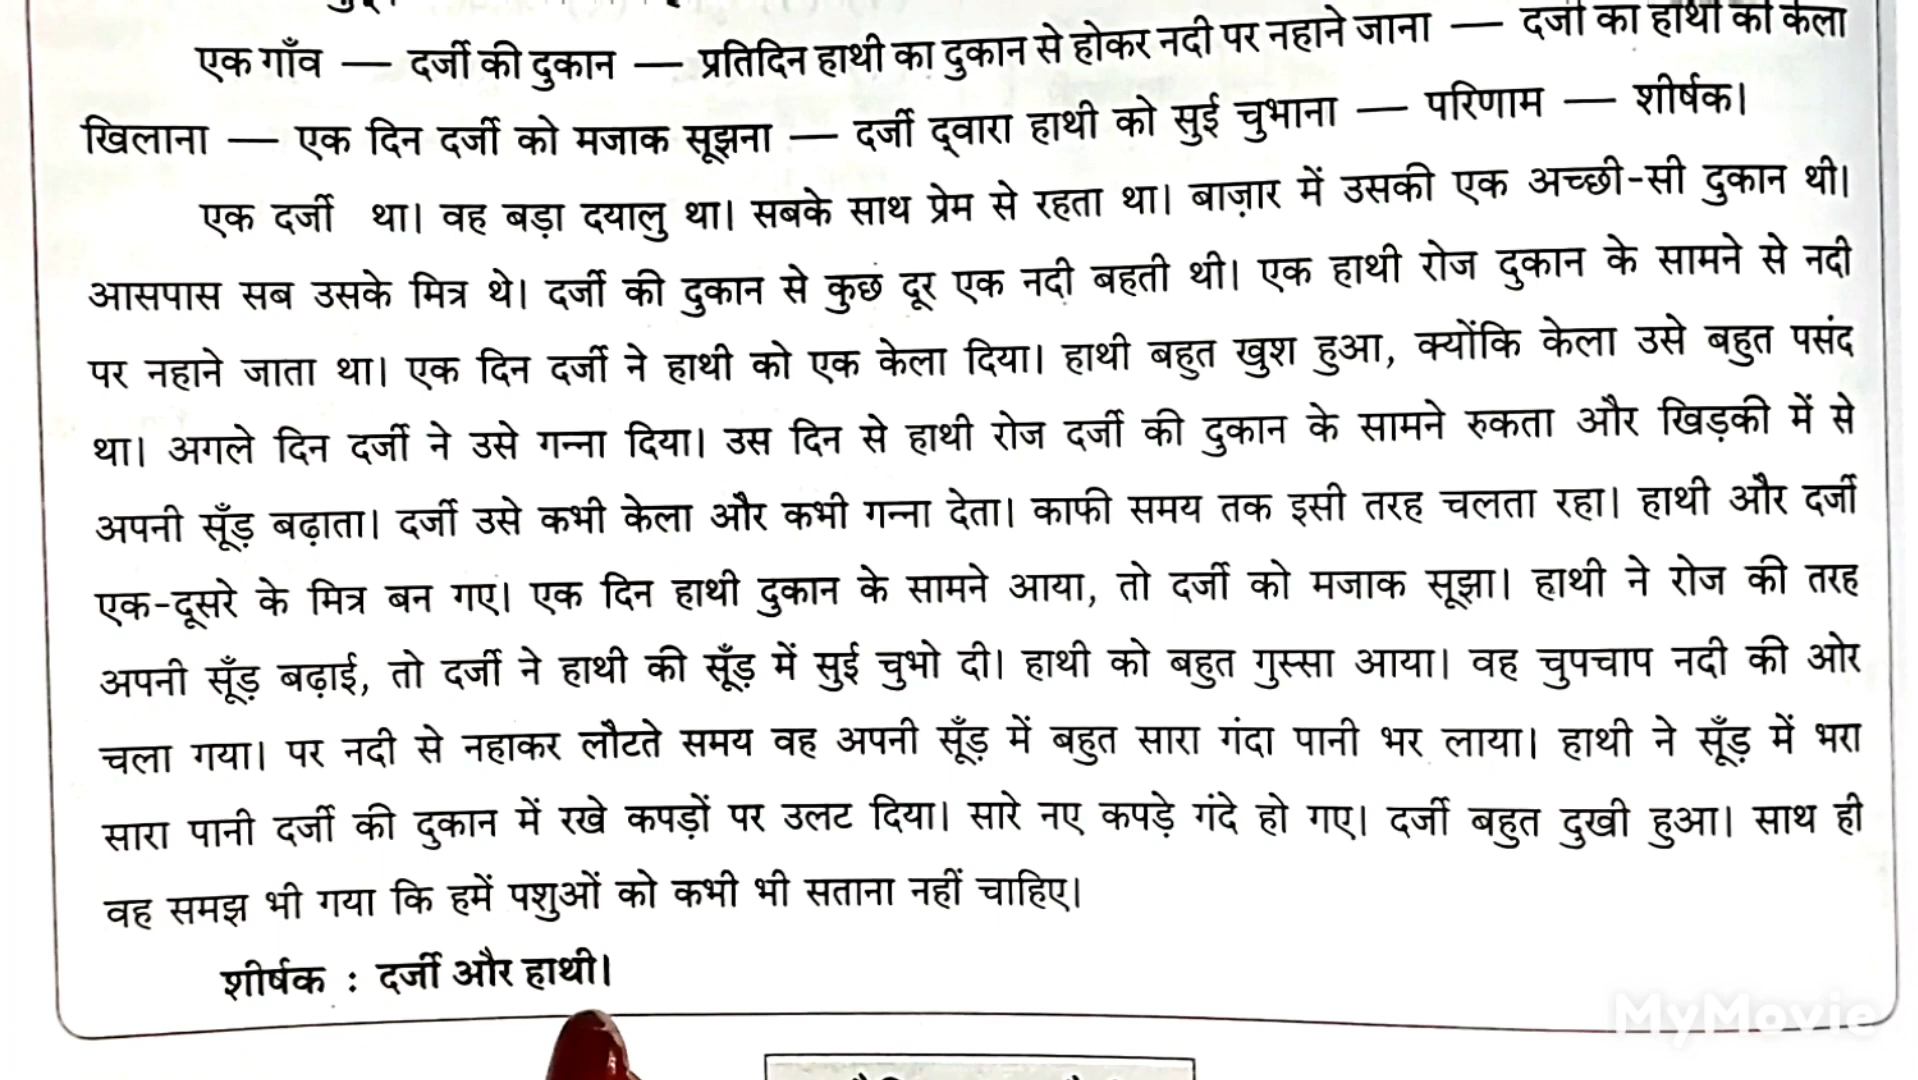 एक गाँव — दर्जी की दुकान — प्रतिदिन हाथी का दुकान से होकर नदी पर नहाने जाना — दर्जी का हाथी को केला
खिलाना — एक दिन दर्जी को मजाक सूझना — दर्जी द्वारा हाथी को सुई चुभाना — परिणाम — शीर्षक।
एक दर्जी था। वह बड़ा दयालु था। सबके साथ प्रेम से रहता था। बाज़ार में उसकी एक अच्छी-सी दुकान थी।
आसपास सब उसके मित्र थे। दर्जी की दुकान से कुछ दूर एक नदी बहती थी। एक हाथी रोज दुकान के सामने से नदी
पर नहाने जाता था। एक दिन दर्जी ने हाथी को एक केला दिया। हाथी बहुत खुश हुआ, क्योंकि केला उसे बहुत पसंद
था। अगले दिन दर्जी ने उसे गन्ना दिया। उस दिन से हाथी रोज दर्जी की दुकान के सामने रुकता और खिड़की में से
अपनी सूँड़ बढ़ाता। दर्जी उसे कभी केला और कभी गन्ना देता। काफी समय तक इसी तरह चलता रहा। हाथी और दर्जी
एक-दूसरे के मित्र बन गए। एक दिन हाथी दुकान के सामने आया, तो दर्जी को मजाक सूझा। हाथी ने रोज की तरह
अपनी सूँड़ बढ़ाई, तो दर्जी ने हाथी की सूँड़ में सुई चुभो दी। हाथी को बहुत गुस्सा आया। वह चुपचाप नदी की ओर
चला गया। पर नदी से नहाकर लौटते समय वह अपनी सूँड़ में बहुत सारा गंदा पानी भर लाया। हाथी ने सूँड़ में भरा
सारा पानी दर्जी की दुकान में रखे कपड़ों पर उलट दिया। सारे नए कपड़े गंदे हो गए। दर्जी बहुत दुखी हुआ। साथ ही
वह समझ भी गया कि हमें पशुओं को कभी भी सताना नहीं चाहिए।
शीर्षक : दर्जी और हाथी।
MyMovie